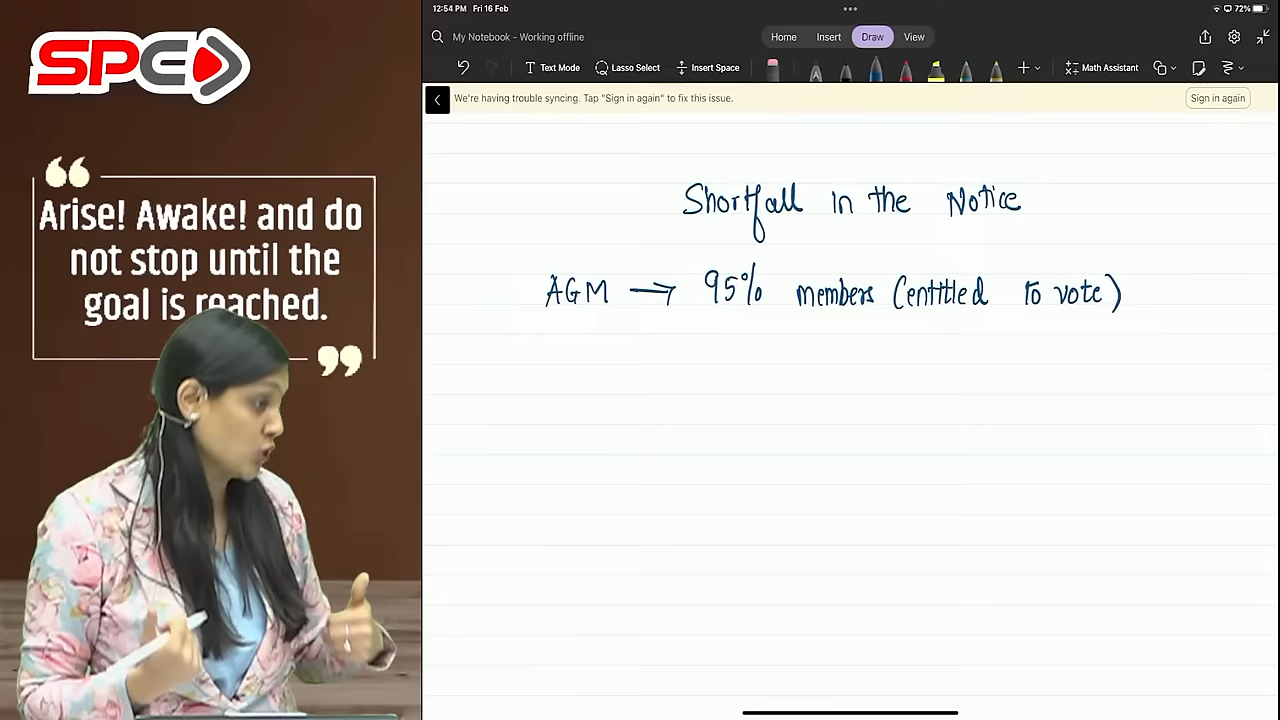 SPC
12:54 PM Fri 16 Feb
72%
My Notebook - Working offline
Home Insert Draw View
Text Mode Lasso Select Insert Space Math Assistant
We're having trouble syncing. Tap "Sign in again" to fix this issue.
Sign in again
“
Arise! Awake! and do
not stop until the
goal is reached.
”
Shortfall in the Notice
AGM → 95% members (entitled to vote)